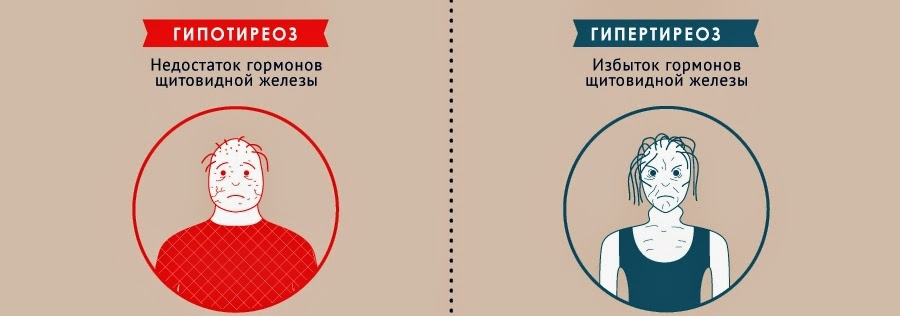 ГИПОТИРЕОЗ
Недостаток гормонов
щитовидной железы
ГИПЕРТИРЕОЗ
Избыток гормонов
щитовидной железы